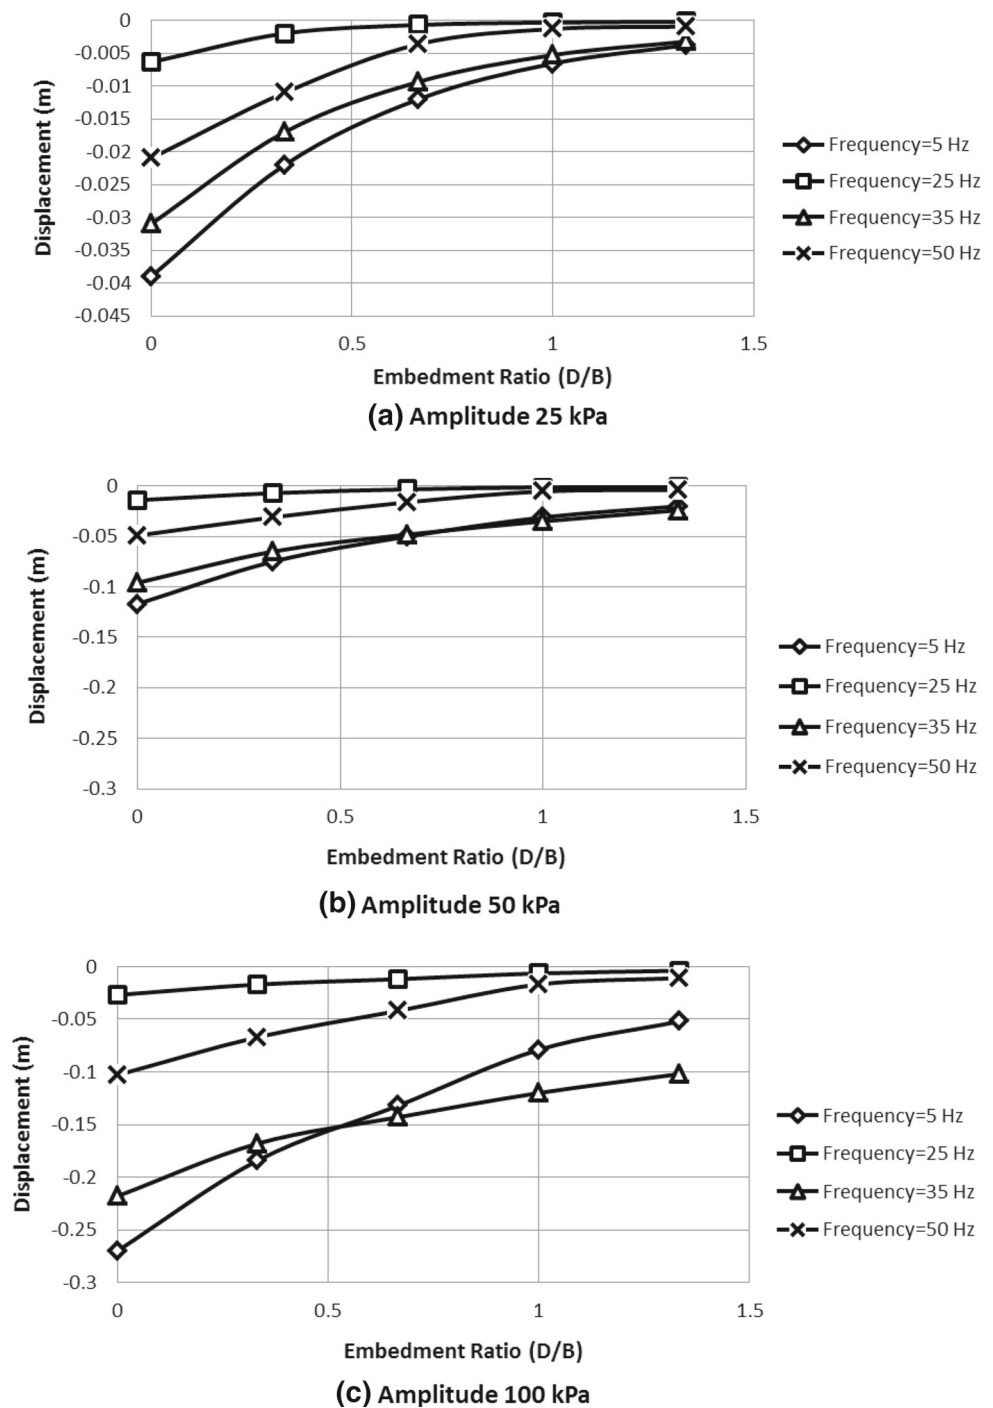 0
-0.005
-0.01
-0.015
-0.02
-0.025
-0.03
-0.035
-0.04
-0.045
Displacement (m)
0 0.5 1 1.5
Embedment Ratio (D/B)
Frequency=5 Hz
Frequency=25 Hz
Frequency=35 Hz
Frequency=50 Hz
(a) Amplitude 25 kPa
0
-0.05
-0.1
-0.15
-0.2
-0.25
-0.3
Displacement (m)
0 0.5 1 1.5
Embedment Ratio (D/B)
Frequency=5 Hz
Frequency=25 Hz
Frequency=35 Hz
Frequency=50 Hz
(b) Amplitude 50 kPa
0
-0.05
-0.1
-0.15
-0.2
-0.25
-0.3
Displacement (m)
0 0.5 1 1.5
Embedment Ratio (D/B)
Frequency=5 Hz
Frequency=25 Hz
Frequency=35 Hz
Frequency=50 Hz
(c) Amplitude 100 kPa